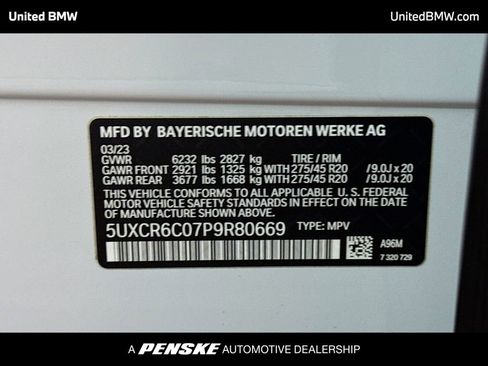 United BMW
UnitedBMW.com
MFD BY BAYERISCHE MOTOREN WERKE AG
03/23
GVWR 6232 lbs 2827 kg TIRE / RIM
GAWR FRONT 2921 lbs 1325 kg WITH 275/45 R20 /9.0J x 20
GAWR REAR 3677 lbs 1668 kg WITH 275/45 R20 /9.0J x 20
THIS VEHICLE CONFORMS TO ALL APPLICABLE U. S. FEDERAL
MOTOR VEHICLE SAFETY STANDARDS IN EFFECT ON THE
DATE OF MANUFACTURE SHOWN ABOVE.
5UXCR6C07P9R80669 TYPE: MPV
A96M
7 320 729
A PENSKE AUTOMOTIVE DEALERSHIP